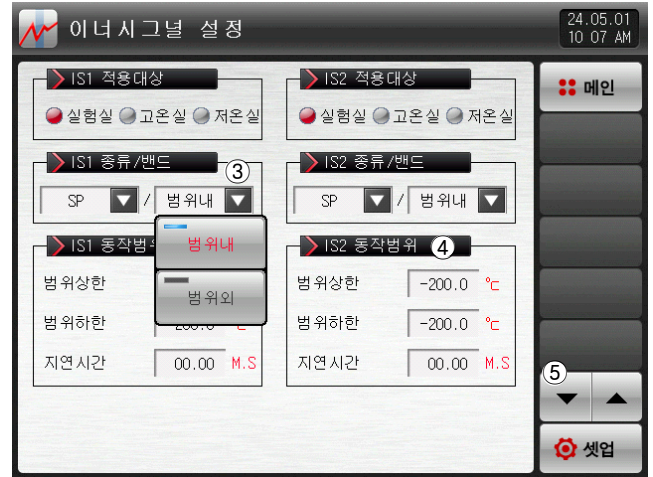 이너시그널 설정
24.05.01
10 07 AM
IS1 적용대상
실험실 고온실 저온실
IS2 적용대상
실험실 고온실 저온실
IS1 종류/밴드
③
SP / 범위내
범위내
범위외
IS2 종류/밴드
SP / 범위내
IS1 동작범
범위상한
범위하한
지연시간 00.00 M.S
IS2 동작범위 ④
범위상한 -200.0 ℃
범위하한 -200.0 ℃
지연시간 00.00 M.S
메인
⑤
▼ ▲
셋업